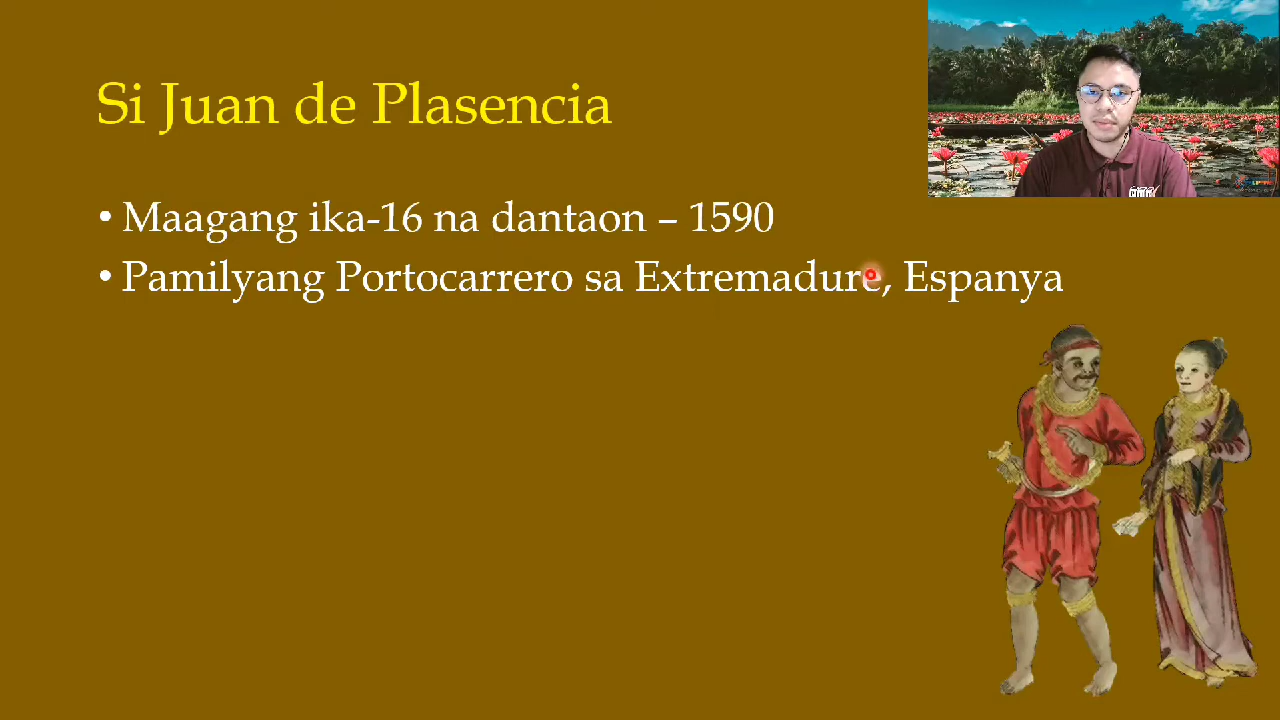 Si Juan de Plasencia
• Maagang ika-16 na dantaon – 1590
• Pamilyang Portocarrero sa Extremadure, Espanya